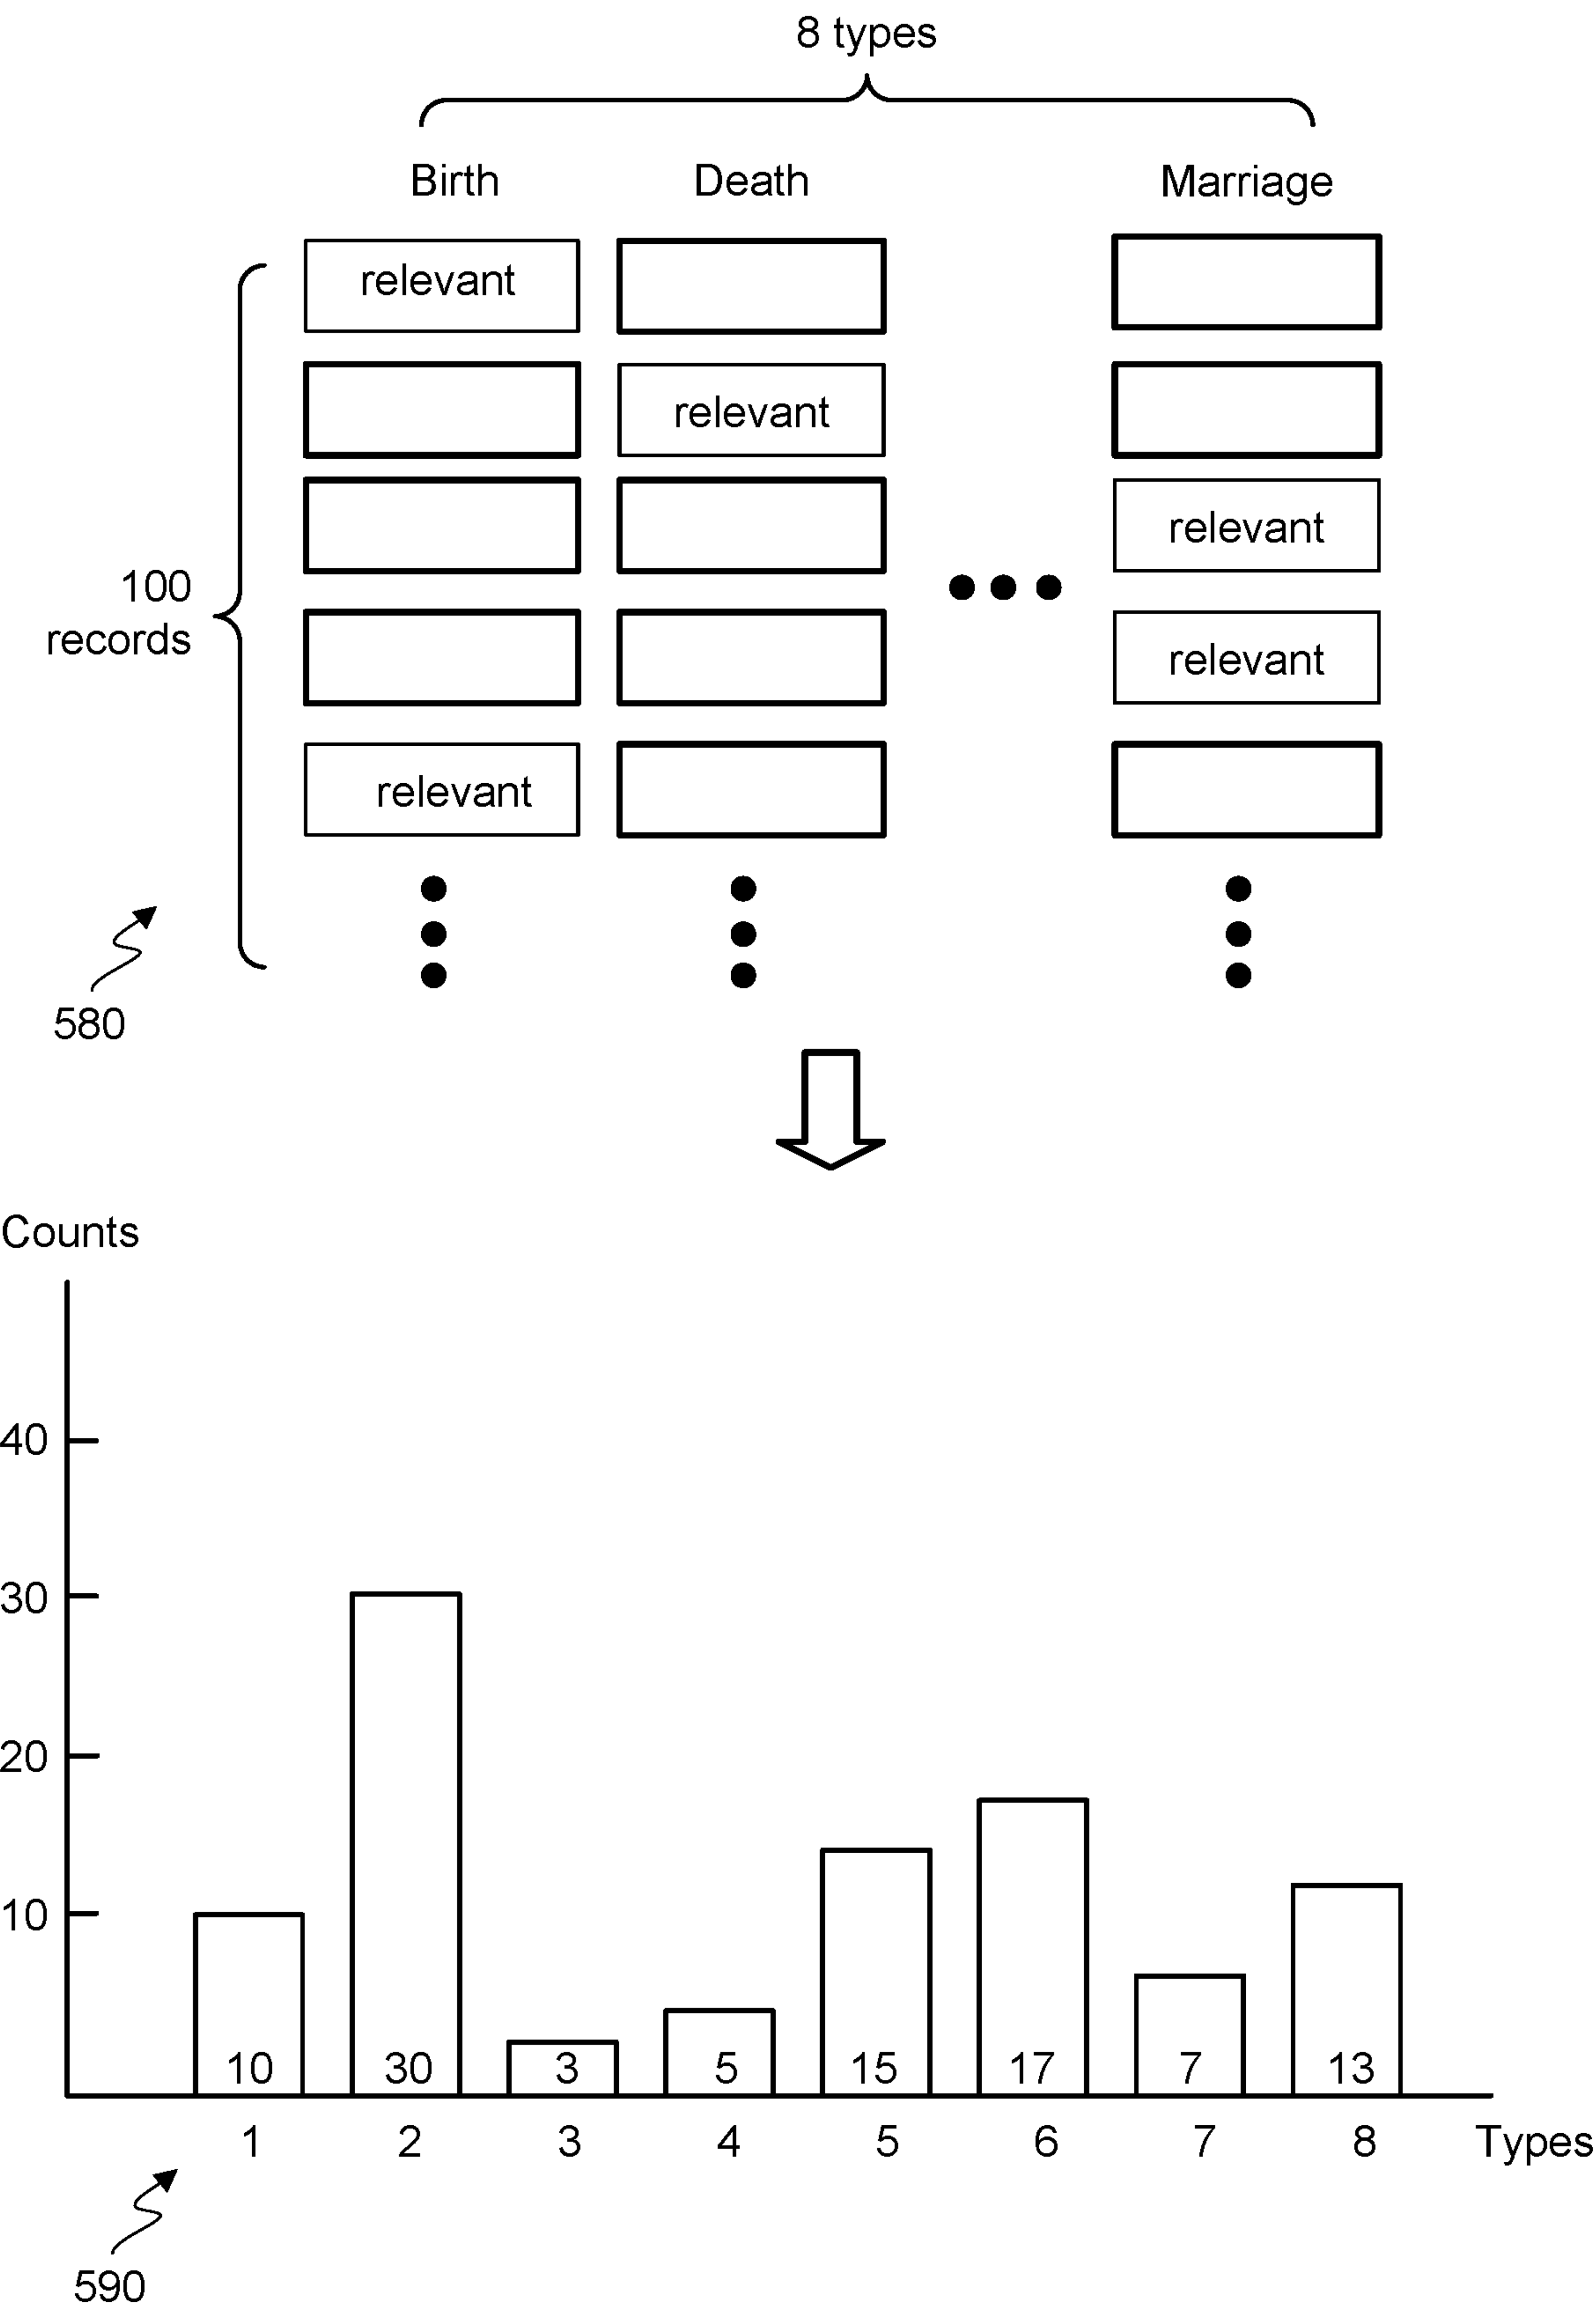 8 types
Birth Death Marriage
relevant
relevant
relevant
100
records
relevant
relevant
580
Counts
40
30
20
10
10 30 3 5 15 17 7 13
1 2 3 4 5 6 7 8 Types
590